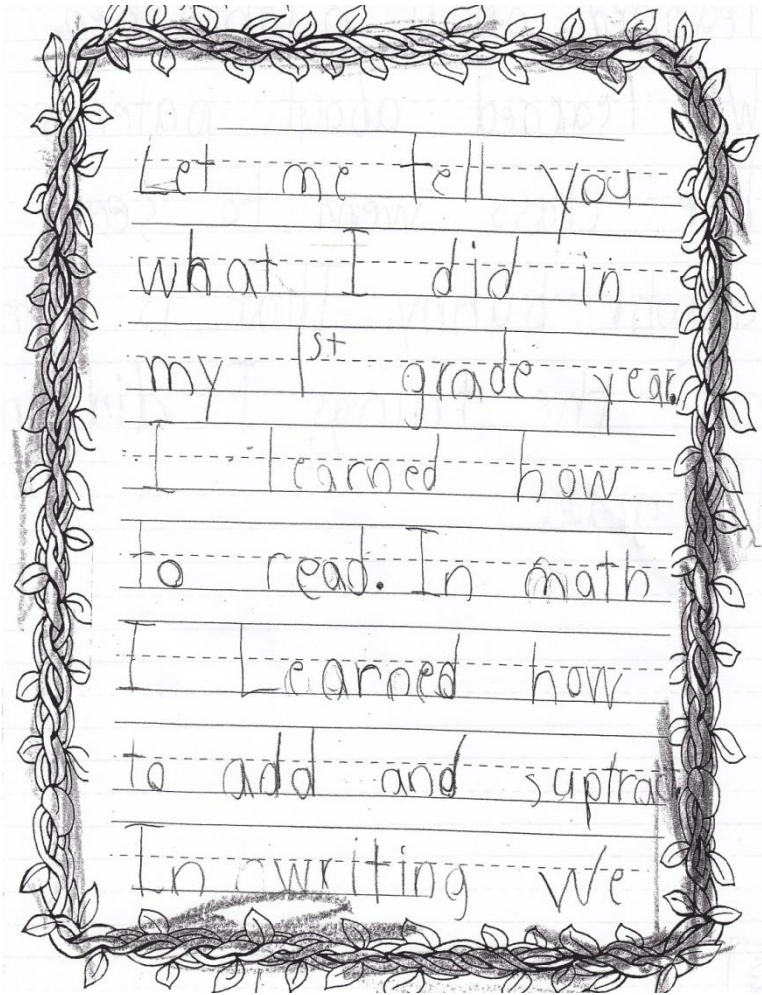 Let me tell you
what I did in
my 1st grade year.
I learned how
to read. In math
I Learned how
to add and suptrac
In writing We